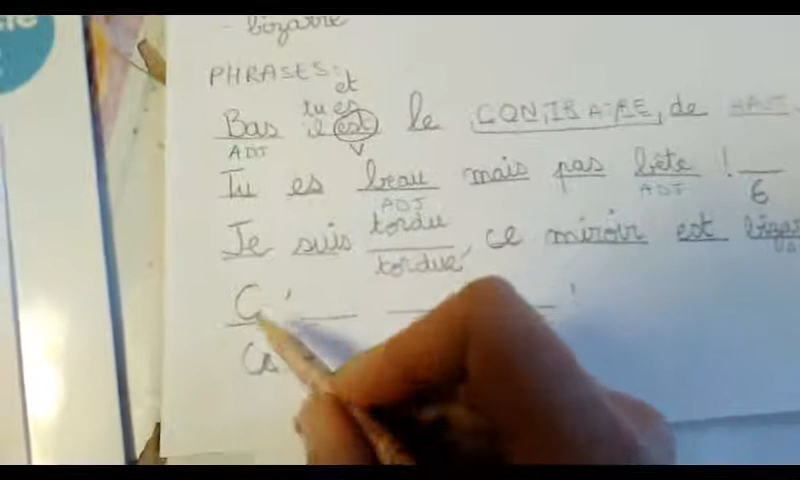 - bizarre
PHRASES:
et
tu es
Bas il est le CONTRAIRE, de HAUT.
ADJ V
Tu es beau mais pas bête ! 6
ADJ ADJ
Je suis tordu, ce miroir est
tordue
C' !